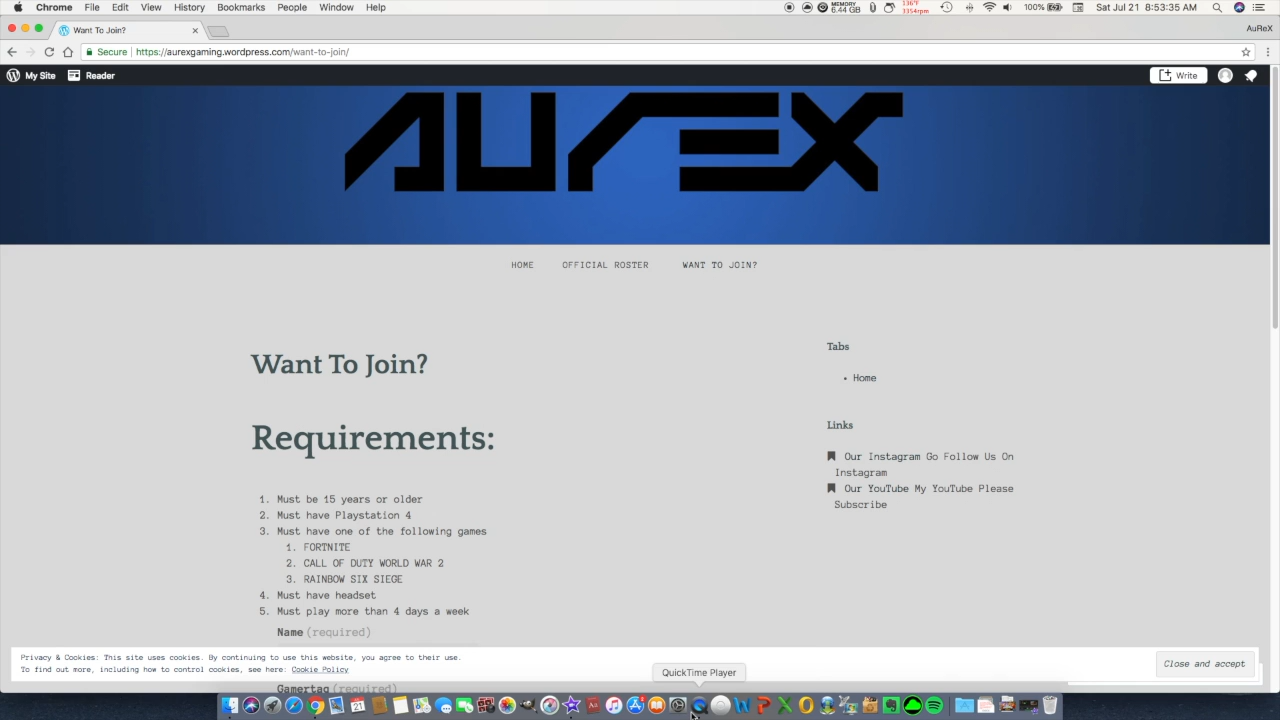 Chrome File Edit View History Bookmarks People Window Help
MEMORY
6.44 GB
136°F
3354rpm
100%
Sat Jul 21 8:53:35 AM
Want To Join?
AuReX
Secure https://aurexgaming.wordpress.com/want-to-join/
My Site Reader Write
AUREX
HOME OFFICIAL ROSTER WANT TO JOIN?
Want To Join?
Requirements:
1. Must be 15 years or older
2. Must have Playstation 4
3. Must have one of the following games
1. FORTNITE
2. CALL OF DUTY WORLD WAR 2
3. RAINBOW SIX SIEGE
4. Must have headset
5. Must play more than 4 days a week
Name (required)
Gamertag (required)
Tabs
• Home
Links
Our Instagram Go Follow Us On
Instagram
Our YouTube My YouTube Please
Subscribe
Privacy & Cookies: This site uses cookies. By continuing to use this website, you agree to their use.
To find out more, including how to control cookies, see here: Cookie Policy
Close and accept
QuickTime Player
21